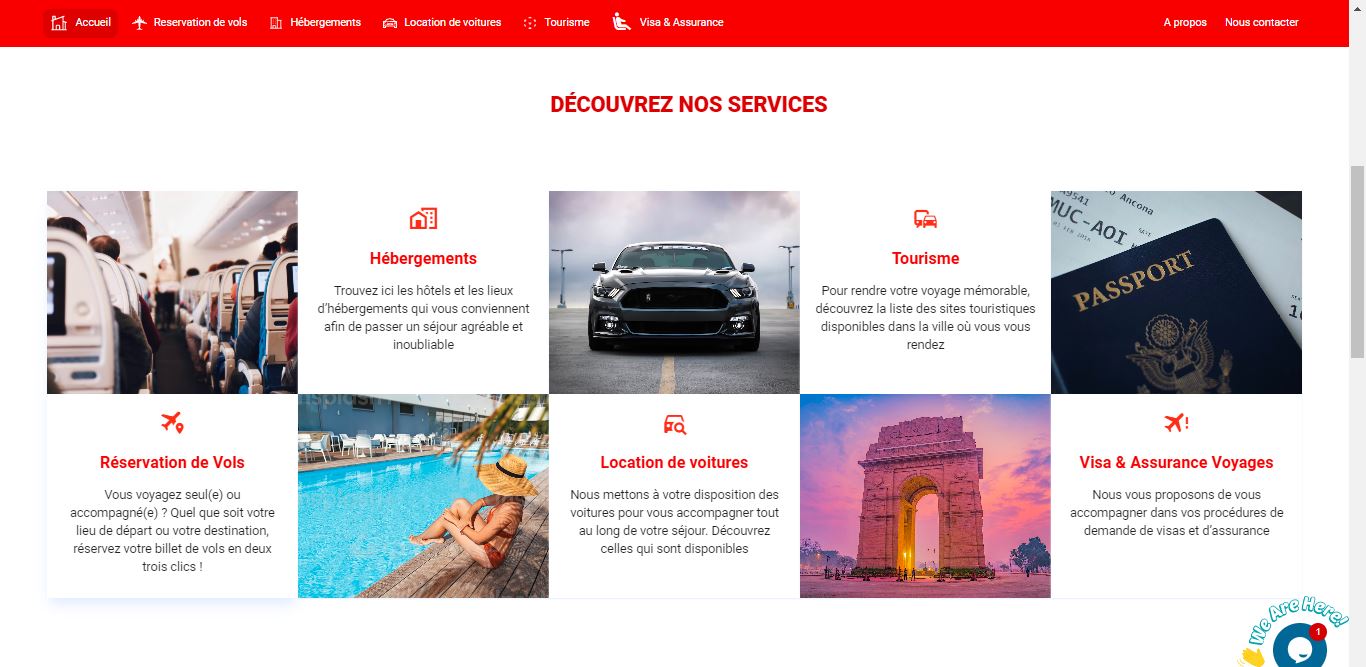 Accueil
Reservation de vols
Hébergements
Location de voitures
Tourisme
Visa & Assurance
A propos
Nous contacter
DÉCOUVREZ NOS SERVICES
Hébergements
Trouvez ici les hôtels et les lieux
d’hébergements qui vous conviennent
afin de passer un séjour agréable et
inoubliable
Tourisme
Pour rendre votre voyage mémorable,
découvrez la liste des sites touristiques
disponibles dans la ville où vous vous
rendez
Ancona
MUC-AOI
PASSPORT
Réservation de Vols
Vous voyagez seul(e) ou
accompagné(e) ? Quel que soit votre
lieu de départ ou votre destination,
réservez votre billet de vols en deux
trois clics !
Location de voitures
Nous mettons à votre disposition des
voitures pour vous accompagner tout
au long de votre séjour. Découvrez
celles qui sont disponibles
Visa & Assurance Voyages
Nous vous proposons de vous
accompagner dans vos procédures de
demande de visas et d’assurance
We Are Here!
1